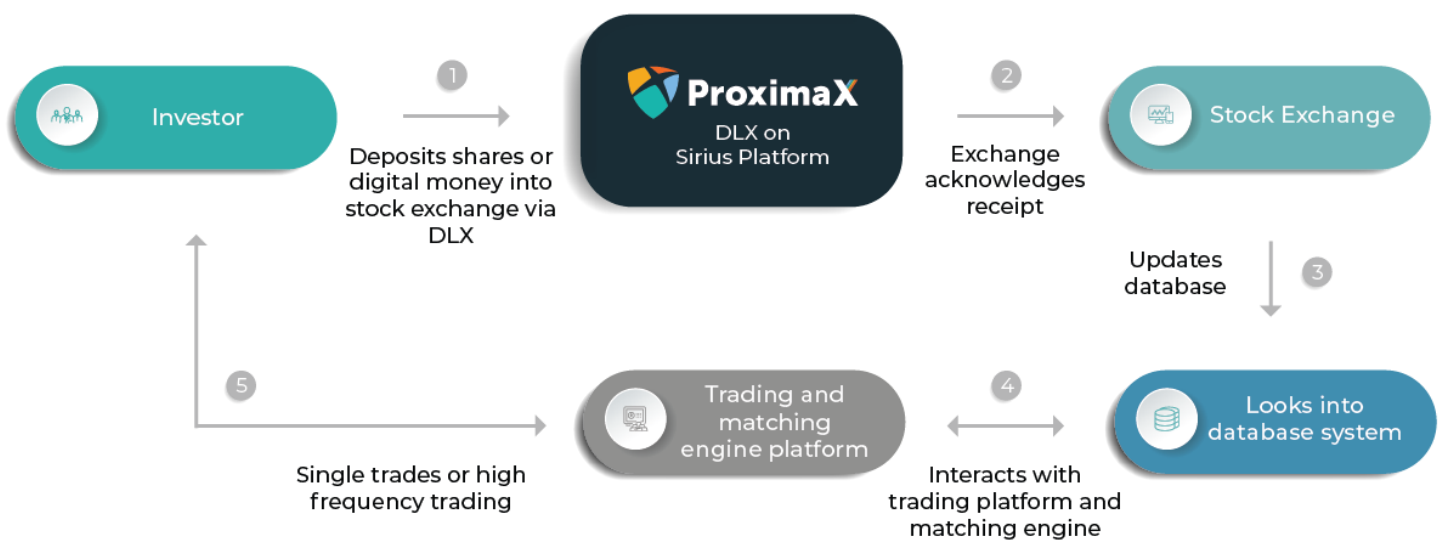 1
2
ProximaX
Investor
DLX on
Sirius Platform
Stock Exchange
Deposits shares or
digital money into
stock exchange via
DLX
Exchange
acknowledges
receipt
Updates
database
3
5
4
Trading and
matching
engine platform
Looks into
database system
Single trades or high
frequency trading
Interacts with
trading platform and
matching engine